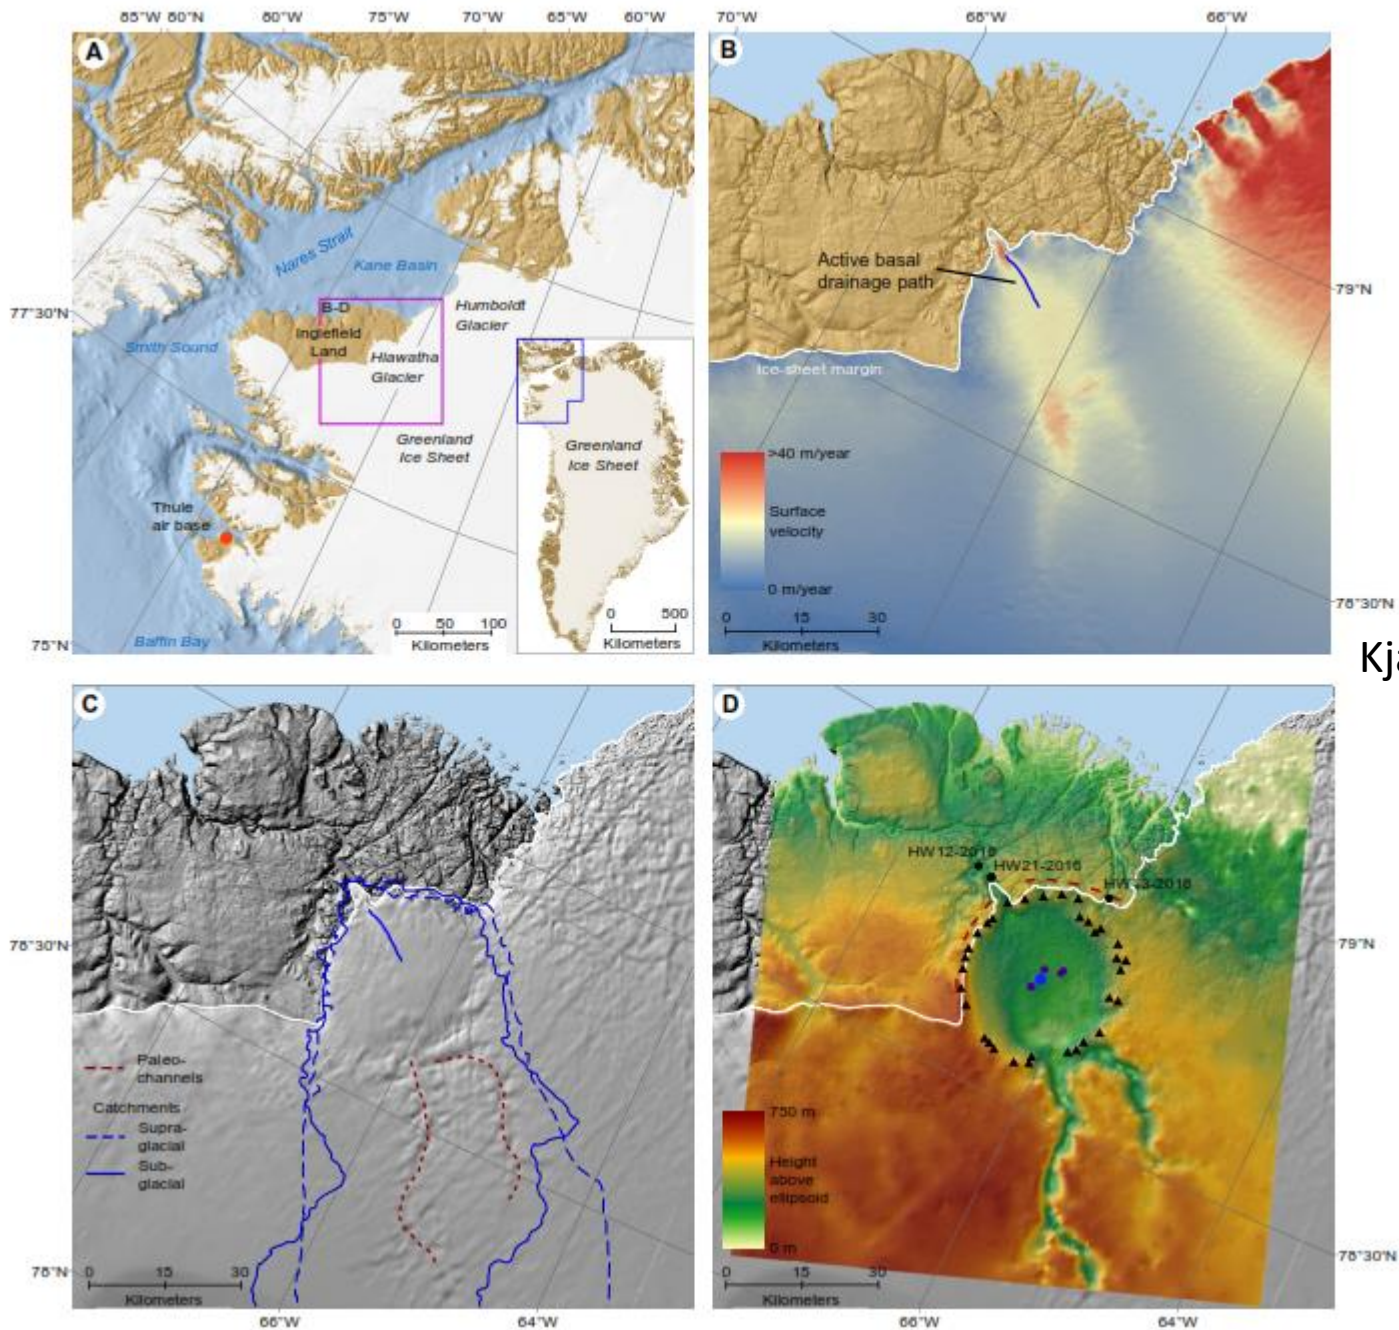 85°W 80°N
80°W
75°W
70°W
65°W
60°W
A
Nares Strait
Kane Basin
77°30'N
B-D
Humboldt
Glacier
Smith Sound
Inglefield
Land
Hiawatha
Glacier
Greenland
Ice Sheet
Greenland
Ice Sheet
Thule
air base
0 50 100
Kilometers
0 500
Kilometers
75°N
Baffin Bay
70°W
68°W
66°W
B
Active basal
drainage path
79°N
Ice-sheet margin
>40 m/year
Surface
velocity
0 m/year
0 15 30
Kilometers
78°30'N
Kja
C
78°30'N
Paleo-
channels
Catchments
Supra-
glacial
Sub-
glacial
78°N
0 15 30
Kilometers
66°W
64°W
D
HW12-2016
HW21-2016
79°N
750 m
Height
above
ellipsoid
0 m
0 15 30
Kilometers
78°30'N
66°W
64°W